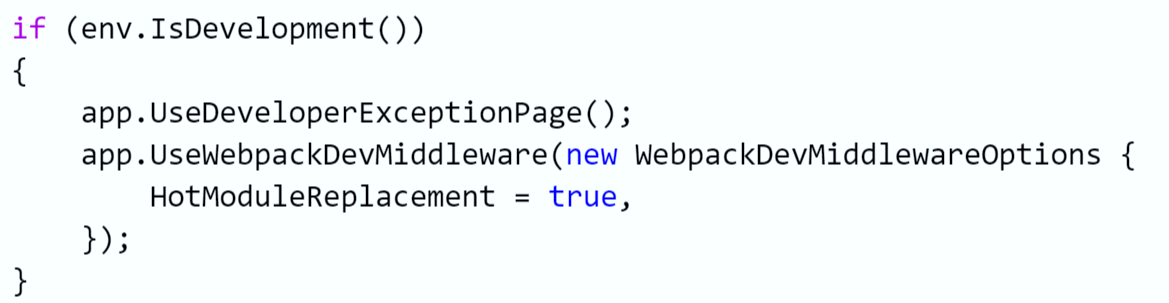 if (env.IsDevelopment())
{
    app.UseDeveloperExceptionPage();
    app.UseWebpackDevMiddleware(new WebpackDevMiddlewareOptions {
        HotModuleReplacement = true,
    });
}